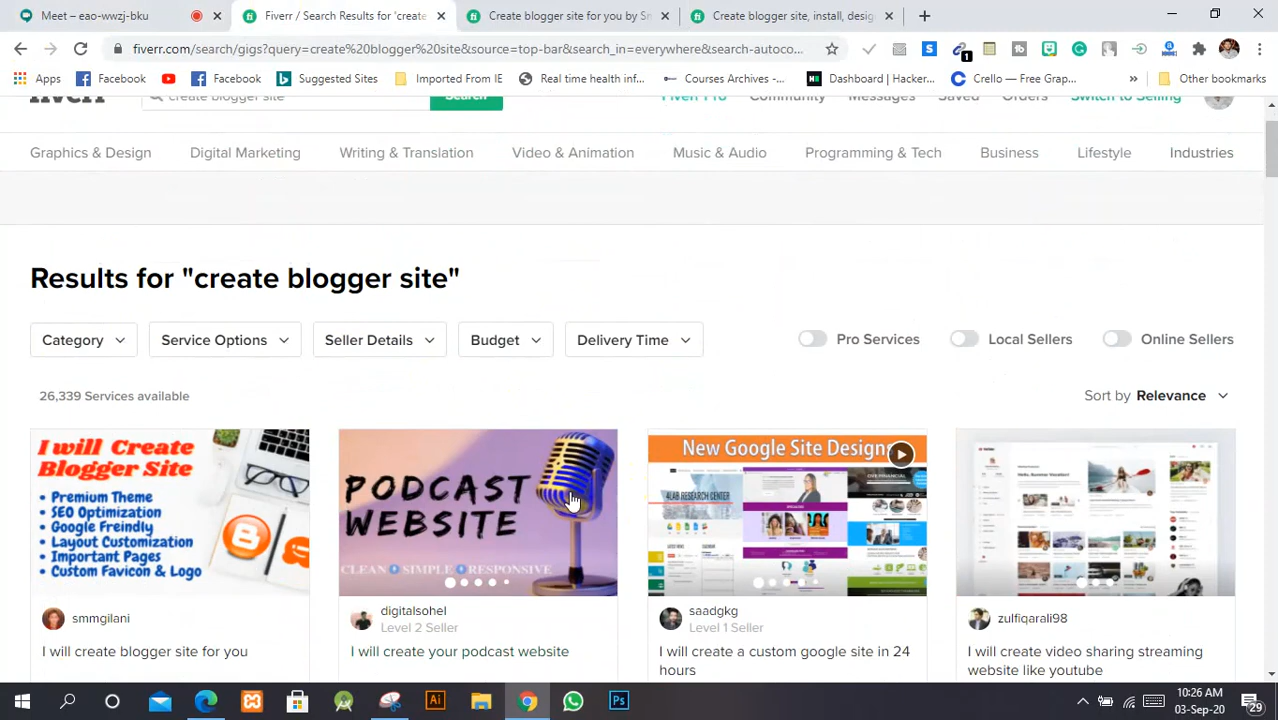 Meet – eao-wwzj-bku
Fiverr / Search Results for 'create
Create blogger site for you by Sm
Create blogger site, install, desig
fiverr.com/search/gigs?query=create%20blogger%20site&source=top-bar&search_in=everywhere&search-autoco...
1
Apps
Facebook
Facebook
Suggested Sites
Imported From IE
Real time health inf...
Courses Archives -...
Dashboard | Hacker...
Crello — Free Grap...
»
Other bookmarks
fiverr
create blogger site
Search
Fiverr Pro
Community
Messages
Saved
Orders
Switch to Selling
Graphics & Design
Digital Marketing
Writing & Translation
Video & Animation
Music & Audio
Programming & Tech
Business
Lifestyle
Industries
Results for "create blogger site"
Category
Service Options
Seller Details
Budget
Delivery Time
Pro Services
Local Sellers
Online Sellers
26,339 Services available
Sort by Relevance
I will Create
Blogger Site
• Premium Theme
• SEO Optimization
• Google Freindly
• Layout Customization
• Important Pages
• Custom Favicon & Logo
PODCAST
WEBSITE
CLEAN SIMPLE RESPONSIVE
New Google Site Designs
4LAB RESEARCH
CENTER
smmgilani
digitalsohel
Level 2 Seller
saadgkg
Level 1 Seller
zulfiqarali98
I will create blogger site for you
I will create your podcast website
I will create a custom google site in 24
hours
I will create video sharing streaming
website like youtube
Ai
Ps
10:26 AM
03-Sep-20
29